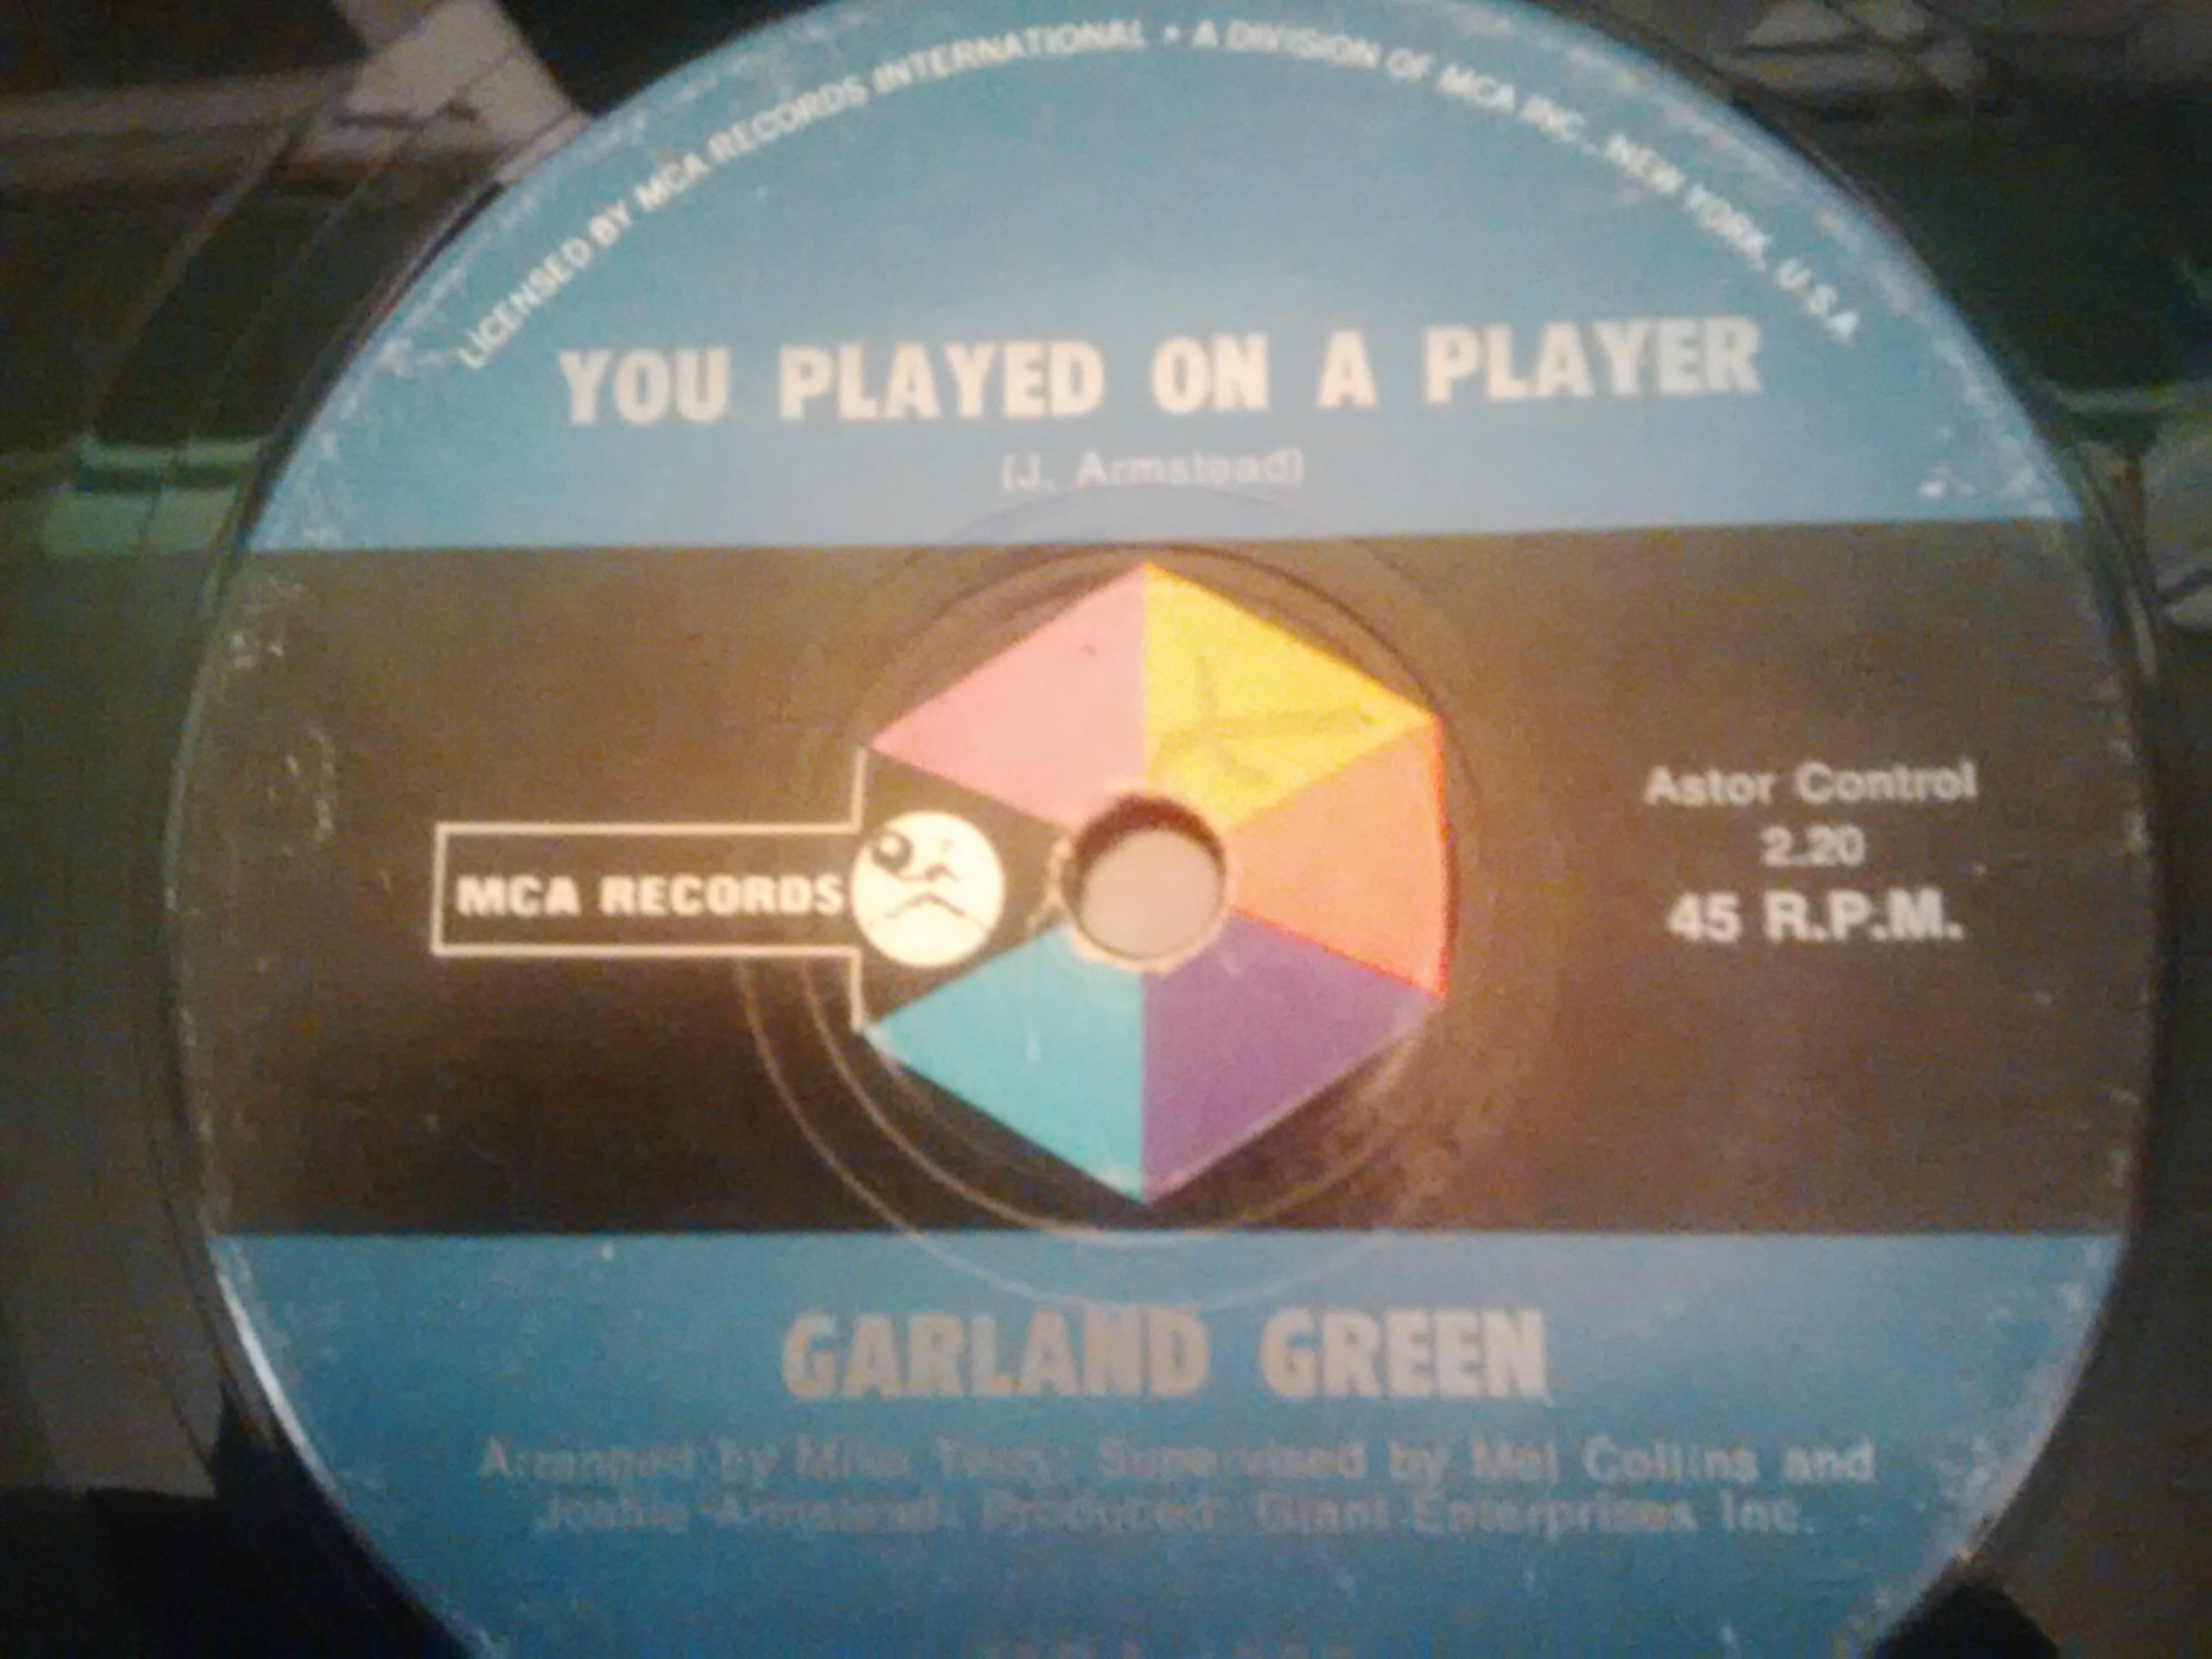 LICENSED BY MCA RECORDS INTERNATIONAL • A DIVISION OF MCA INC., NEW YORK, U.S.A
YOU PLAYED ON A PLAYER
(J. Armstead)
MCA RECORDS
Astor Control
2.20
45 R.P.M.
GARLAND GREEN
Arranged by Mike Terry; Supervised by Mel Collins and
Joshie Armstead. Produced: Giant Enterprises Inc.